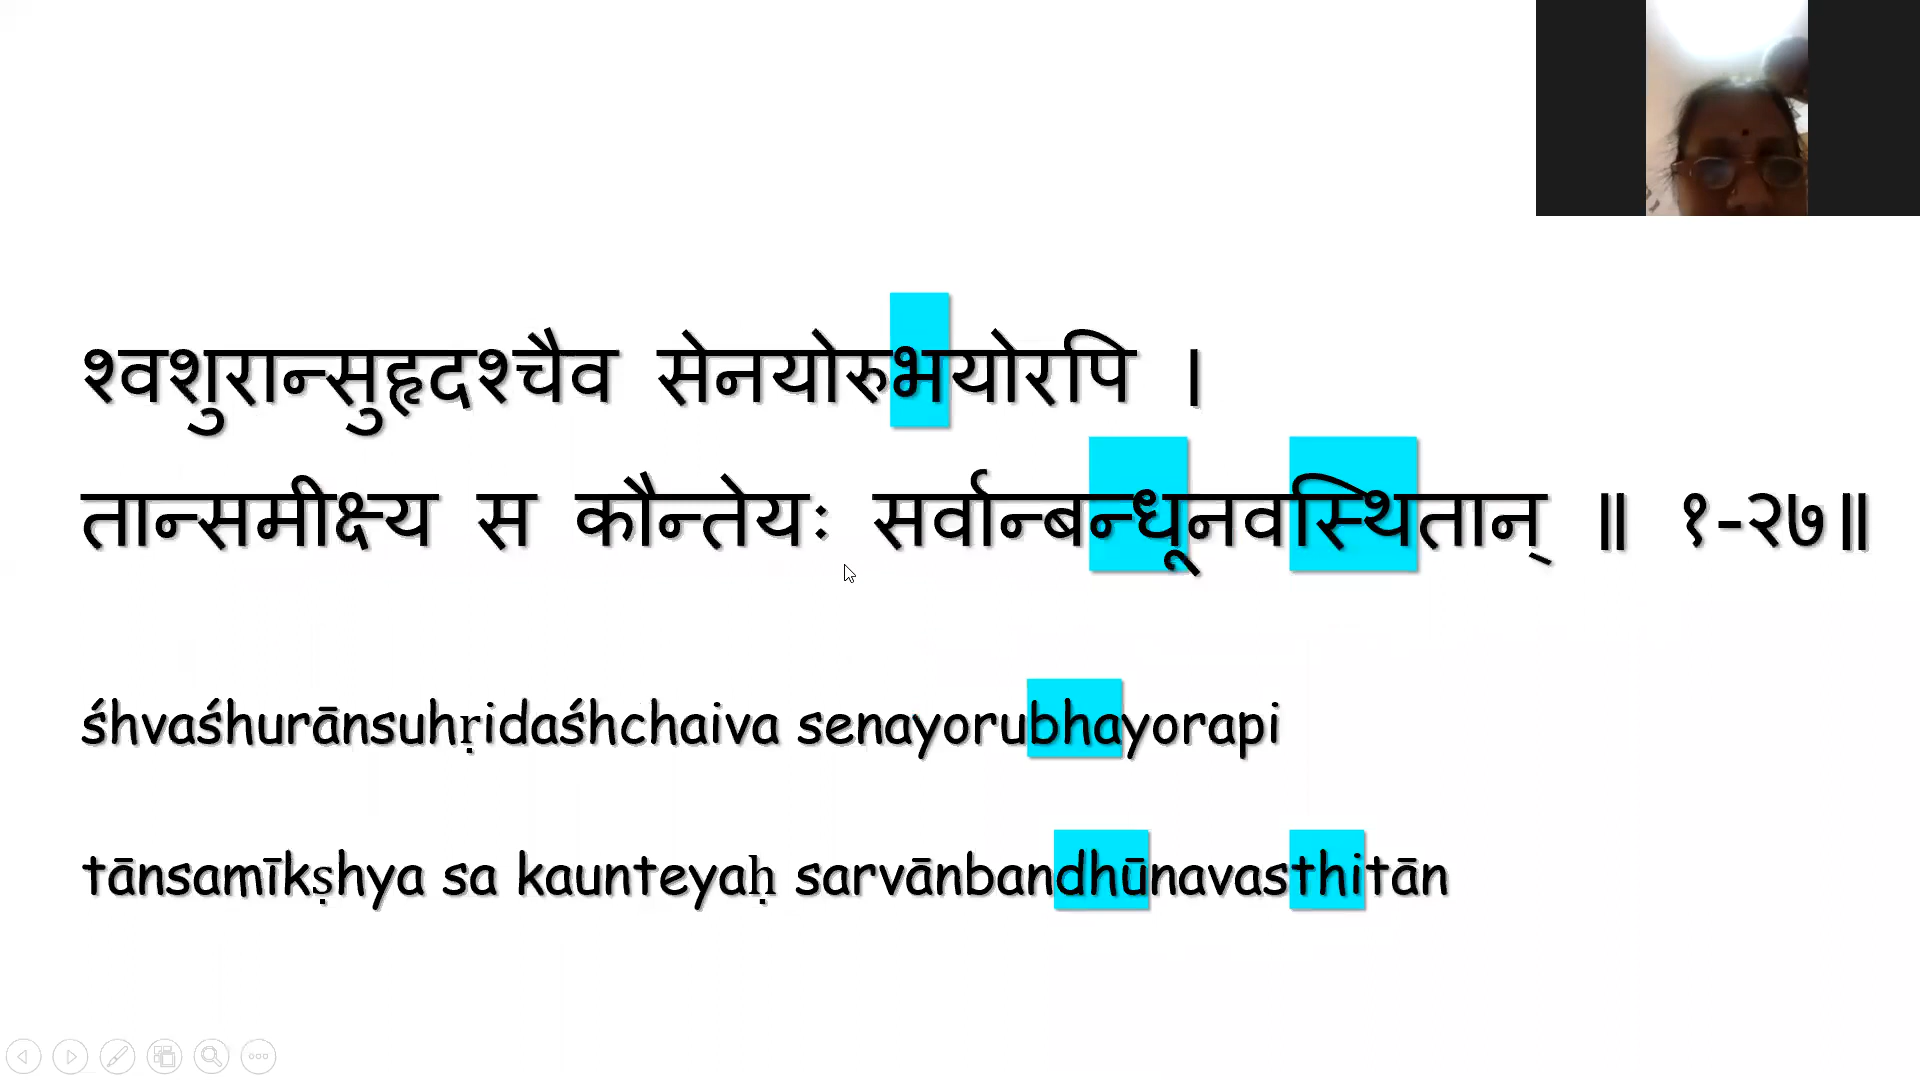 श्वशुरान्सुहृदश्चैव सेनयोरुभयोरपि ।
तान्समीक्ष्य स कौन्तेयः सर्वान्बन्धूनवस्थितान् ॥ १-२७॥
śhvaśhurānsuhṛidaśhchaiva senayorubhayorapi
tānsamīkṣhya sa kaunteyaḥ sarvānbandhūnavasthitān